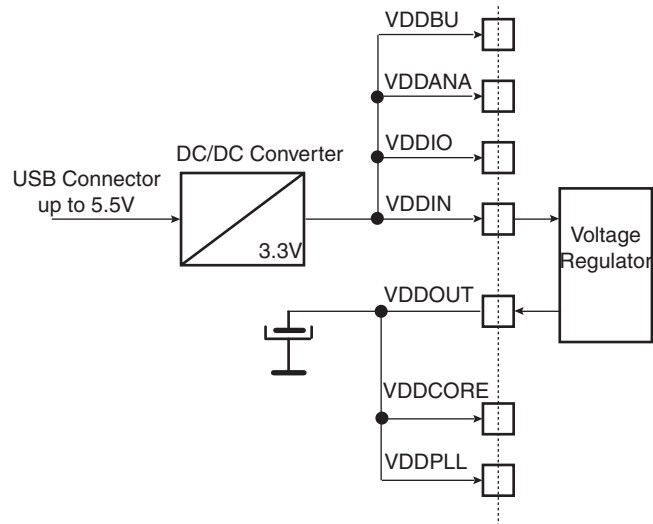 VDDBU
VDDANA
DC/DC Converter
VDDIO
USB Connector
up to 5.5V
VDDIN
3.3V
Voltage
Regulator
VDDOUT
VDDCORE
VDDPLL